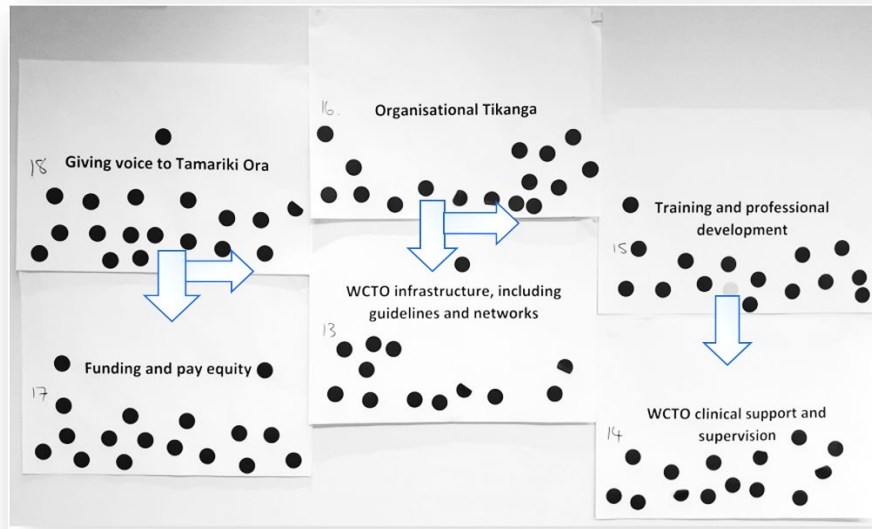 18
Giving voice to Tamariki Ora
17
Funding and pay equity
16.
Organisational Tikanga
13
WCTO infrastructure, including
guidelines and networks
15
Training and professional
development
14
WCTO clinical support and
supervision